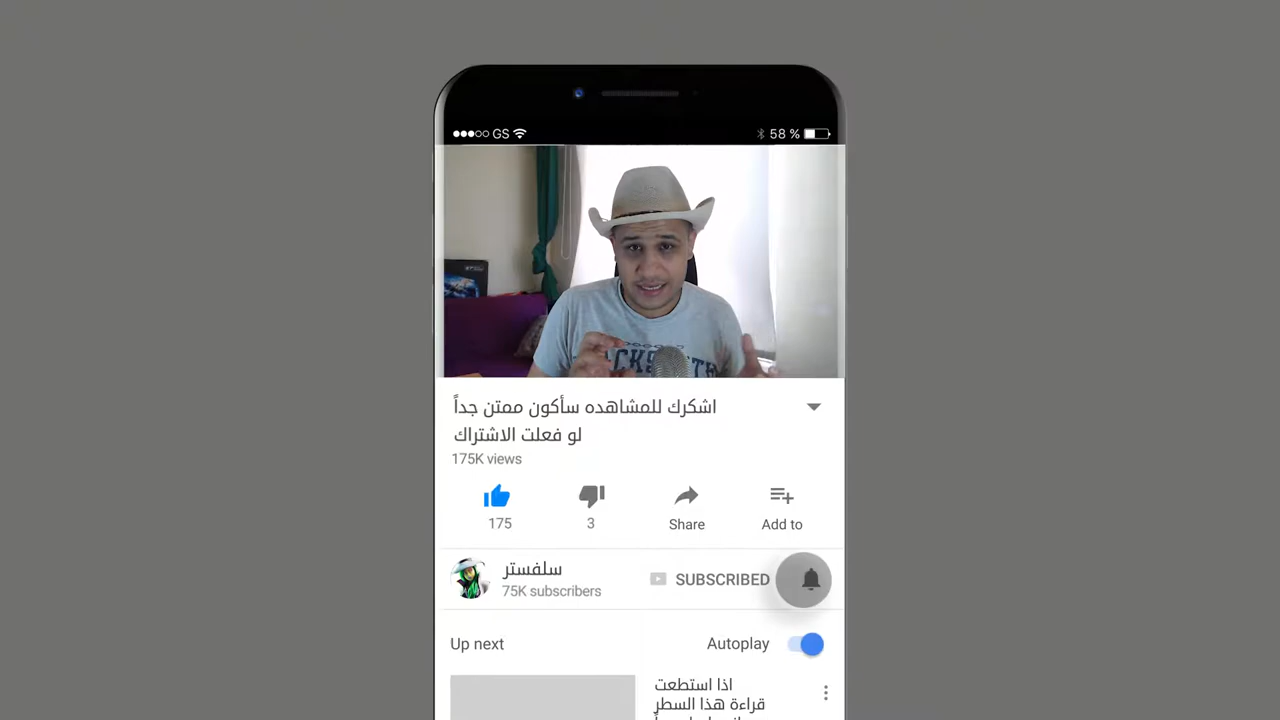 GS
58 %
اشكرك للمشاهده سأكون ممتن جداً
لو فعلت الاشتراك
175K views
175
3
Share
Add to
سلفستر
75K subscribers
SUBSCRIBED
Up next
Autoplay
اذا استطعت
قراءة هذا السطر